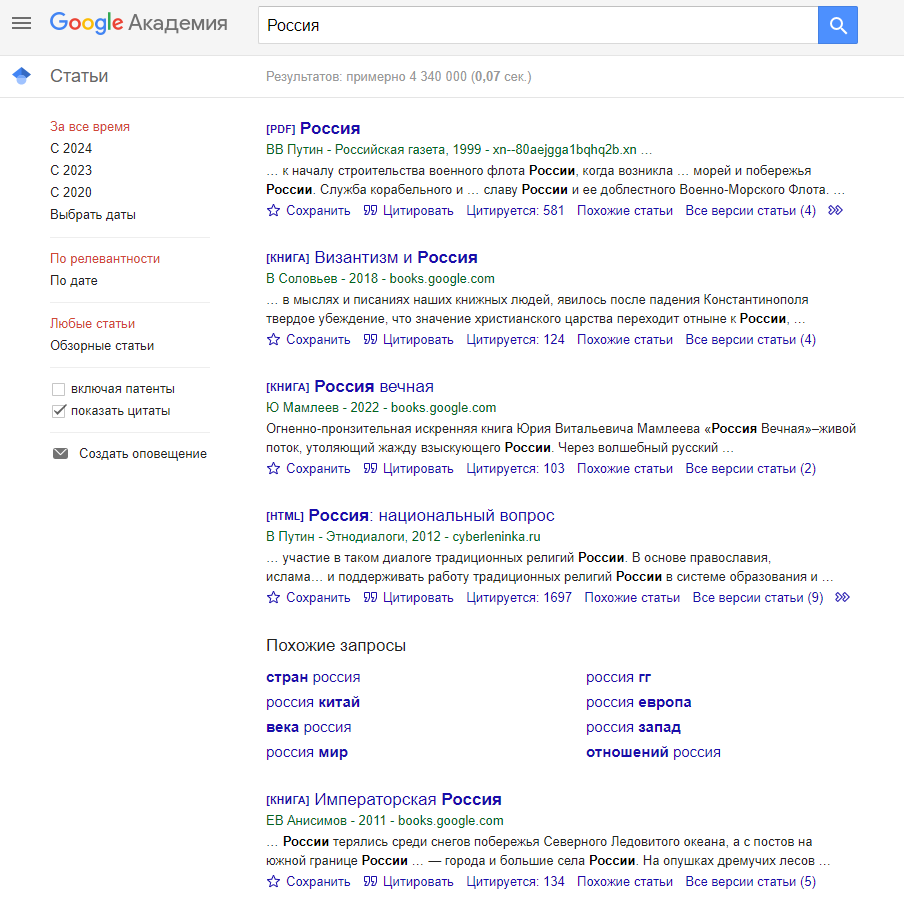 Google Академия
Россия
Статьи
Результатов: примерно 4 340 000 (0,07 сек.)
За все время
С 2024
С 2023
С 2020
Выбрать даты
По релевантности
По дате
Любые статьи
Обзорные статьи
включая патенты
показать цитаты
Создать оповещение
[PDF] Россия
ВВ Путин - Российская газета, 1999 - xn--80aejgga1bqhq2b.xn …
… к началу строительства военного флота России, когда возникла … морей и побережья
России. Служба корабельного и … славу России и ее доблестного Военно-Морского Флота. …
Сохранить Цитировать Цитируется: 581 Похожие статьи Все версии статьи (4)
[КНИГА] Византизм и Россия
В Соловьев - 2018 - books.google.com
… в мыслях и писаниях наших книжных людей, явилось после падения Константинополя
твердое убеждение, что значение христианского царства переходит отныне к России, …
Сохранить Цитировать Цитируется: 124 Похожие статьи Все версии статьи (4)
[КНИГА] Россия вечная
Ю Мамлеев - 2022 - books.google.com
Огненно-пронзительная искренняя книга Юрия Витальевича Мамлеева «Россия Вечная»–живой
поток, утоляющий жажду взыскующего России. Через волшебный русский …
Сохранить Цитировать Цитируется: 103 Похожие статьи Все версии статьи (2)
[HTML] Россия: национальный вопрос
В Путин - Этнодиалоги, 2012 - cyberleninka.ru
… участие в таком диалоге традиционных религий России. В основе православия,
ислама… и поддерживать работу традиционных религий России в системе образования и …
Сохранить Цитировать Цитируется: 1697 Похожие статьи Все версии статьи (9)
Похожие запросы
стран россия
россия гг
россия китай
россия европа
века россия
россия запад
россия мир
отношений россия
[КНИГА] Императорская Россия
ЕВ Анисимов - 2011 - books.google.com
… России терялись среди снегов побережья Северного Ледовитого океана, а с постов на
южной границе России … — города и большие села России. На опушках дремучих лесов …
Сохранить Цитировать Цитируется: 134 Похожие статьи Все версии статьи (5)